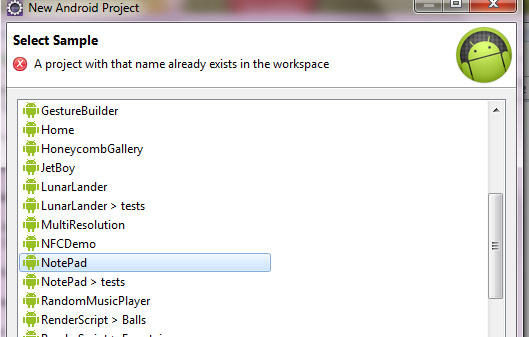 New Android Project
Select Sample
A project with that name already exists in the workspace
GestureBuilder
Home
HoneycombGallery
JetBoy
LunarLander
LunarLander > tests
MultiResolution
NFCDemo
NotePad
NotePad > tests
RandomMusicPlayer
RenderScript > Balls